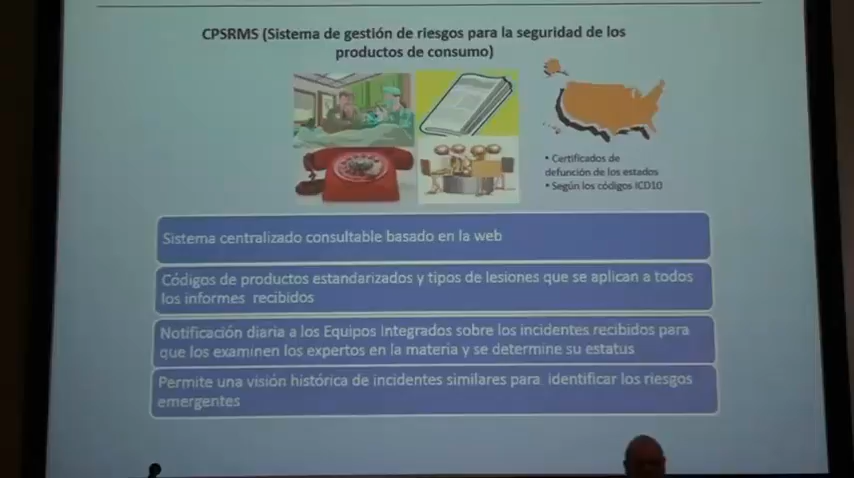 CPSRMS (Sistema de gestión de riesgos para la seguridad de los
productos de consumo)
• Certificados de
defunción de los estados
• Según los códigos ICD10
Sistema centralizado consultable basado en la web
Códigos de productos estandarizados y tipos de lesiones que se aplican a todos
los informes recibidos
Notificación diaria a los Equipos Integrados sobre los incidentes recibidos para
que los examinen los expertos en la materia y se determine su estatus
Permite una visión histórica de incidentes similares para identificar los riesgos
emergentes